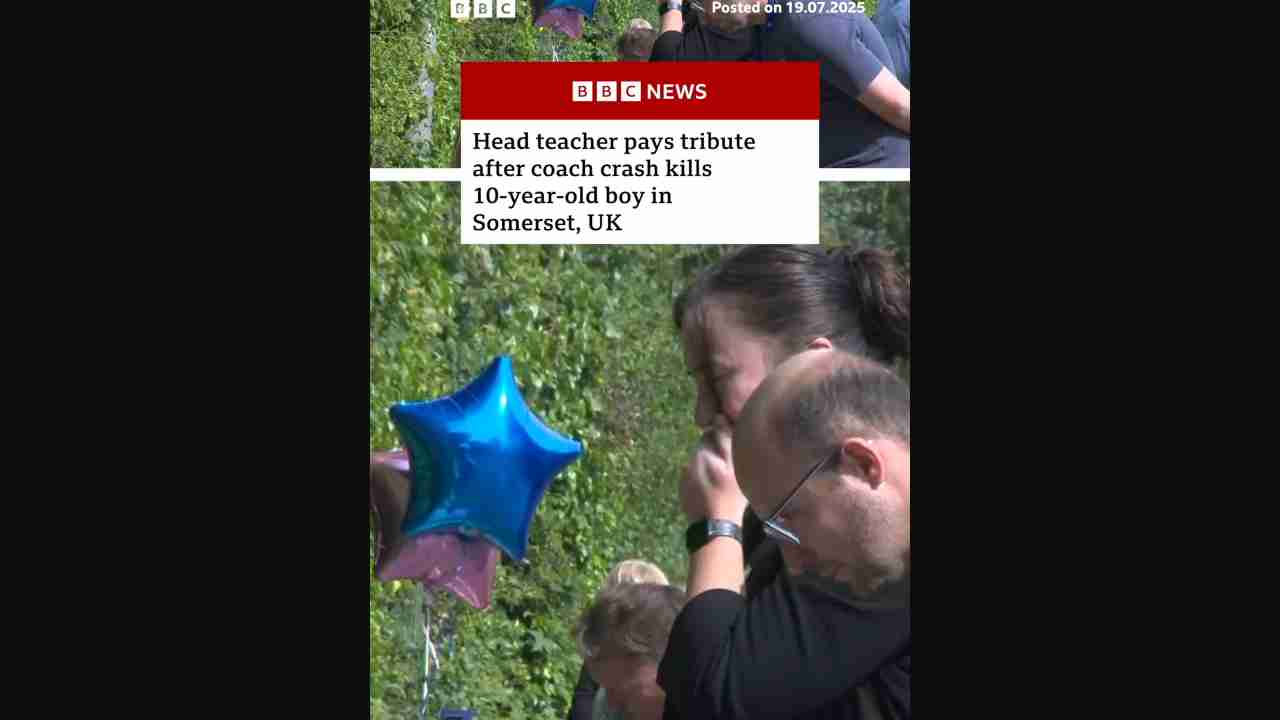 BBC
Posted on 19.07.2025
BBC NEWS
Head teacher pays tribute
after coach crash kills
10-year-old boy in
Somerset, UK